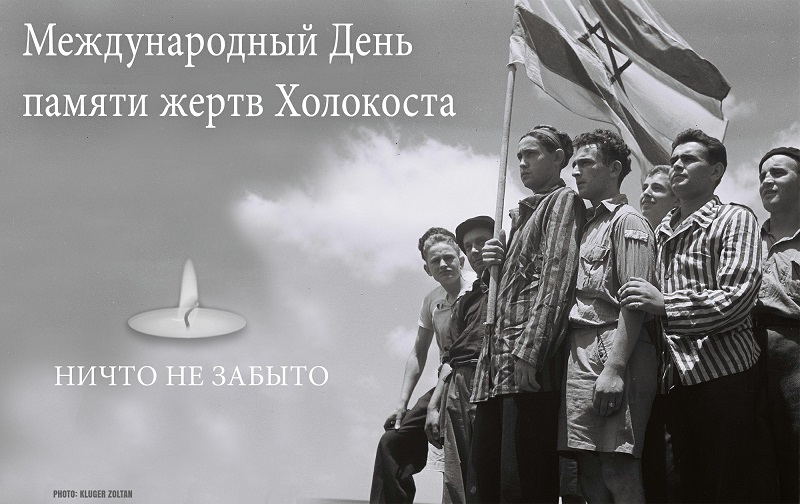 Международный День
памяти жертв Холокоста
НИЧТО НЕ ЗАБЫТО
PHOTO: KLUGER ZOLTAN